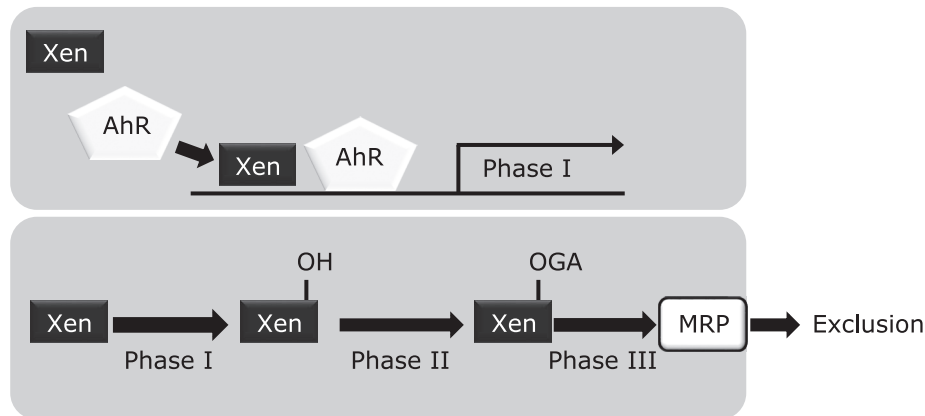 Xen
AhR
Xen
AhR
Phase I
OH
OGA
Xen
Xen
Xen
MRP
Exclusion
Phase I
Phase II
Phase III